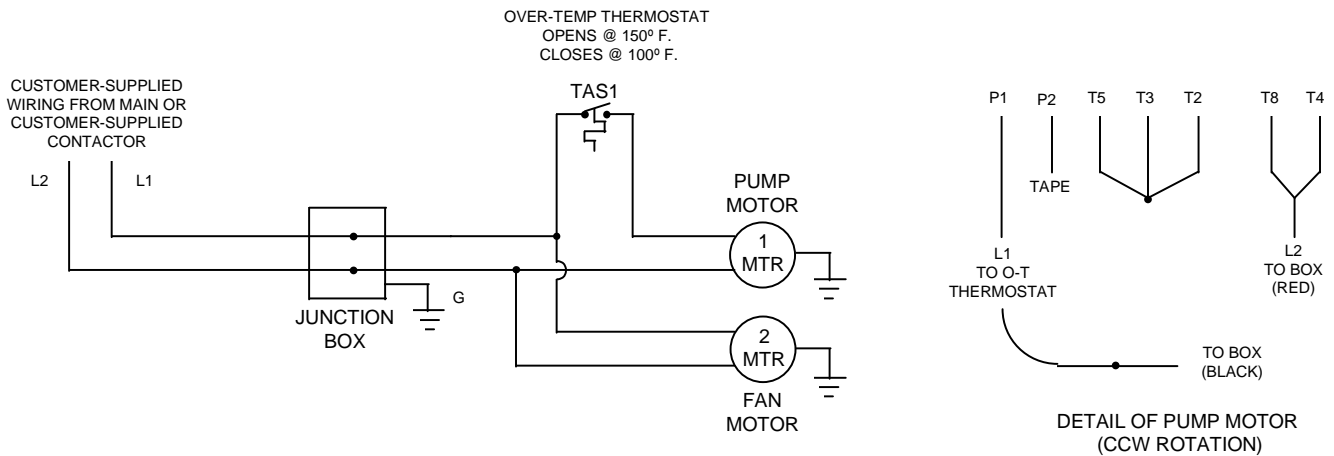 OVER-TEMP THERMOSTAT
OPENS @ 150º F.
CLOSES @ 100º F.
TAS1
CUSTOMER-SUPPLIED
WIRING FROM MAIN OR
CUSTOMER-SUPPLIED
CONTACTOR
L2
L1
JUNCTION
BOX
G
PUMP
MOTOR
1
MTR
2
MTR
FAN
MOTOR
P1
P2
T5
T3
T2
T8
T4
TAPE
L1
TO O-T
THERMOSTAT
L2
TO BOX
(RED)
TO BOX
(BLACK)
DETAIL OF PUMP MOTOR
(CCW ROTATION)